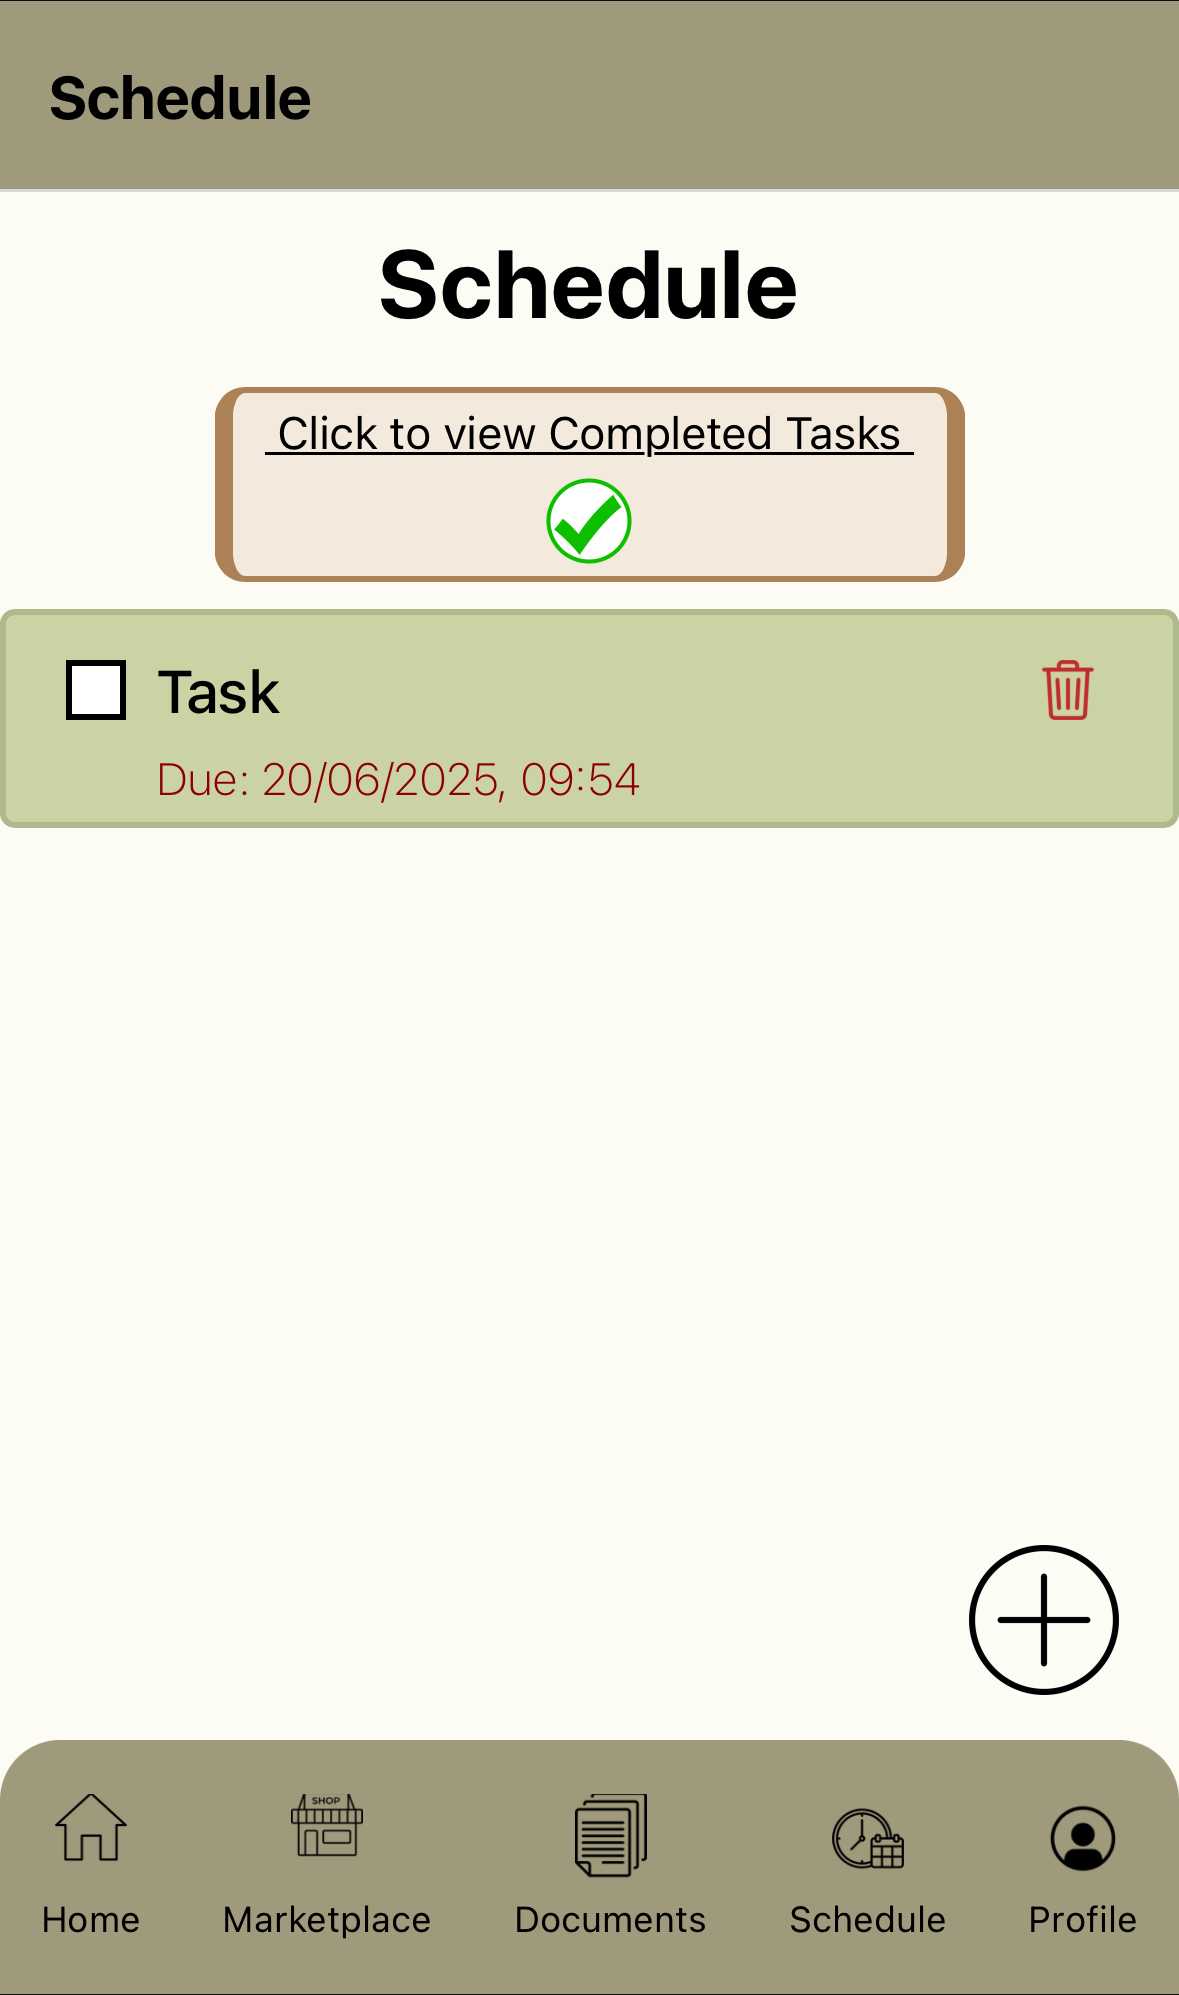 Schedule
Schedule
Click to view Completed Tasks
Task
Due: 20/06/2025, 09:54
SHOP
Home
Marketplace
Documents
Schedule
Profile